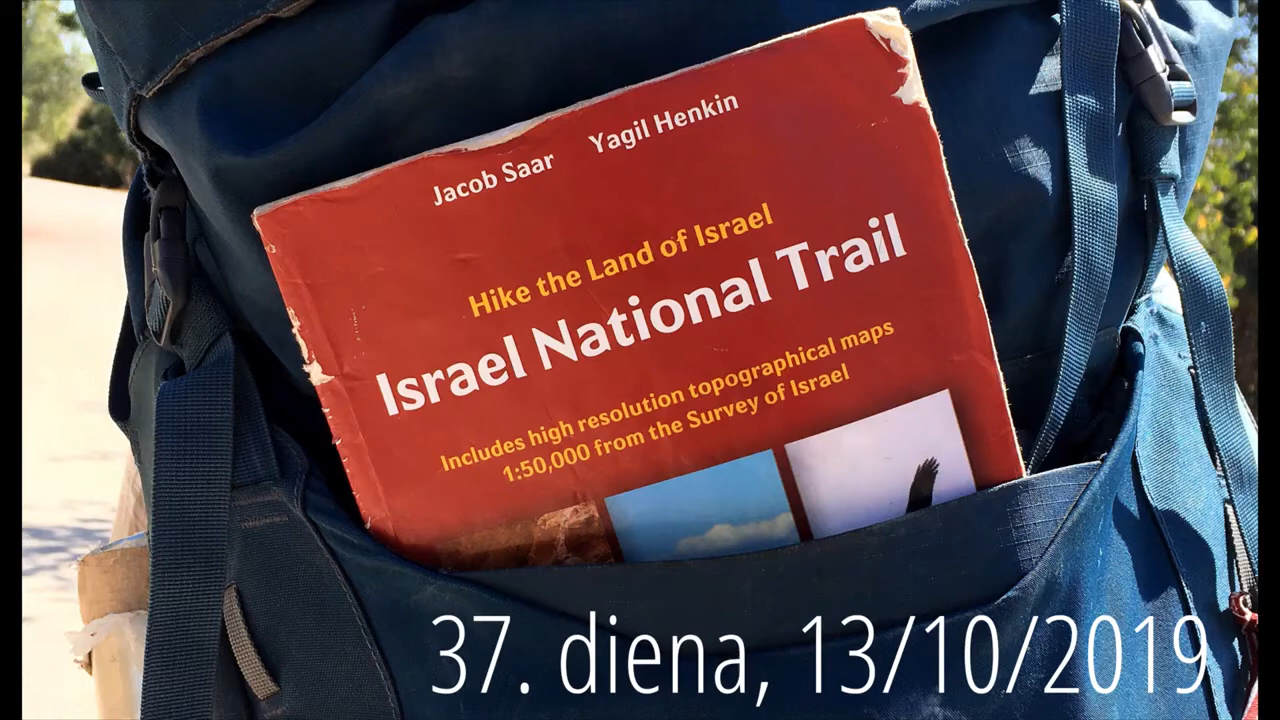 Jacob Saar Yagil Henkin
Hike the Land of Israel
Israel National Trail
Includes high resolution topographical maps
1:50,000 from the Survey of Israel
37. diena, 13/10/2019